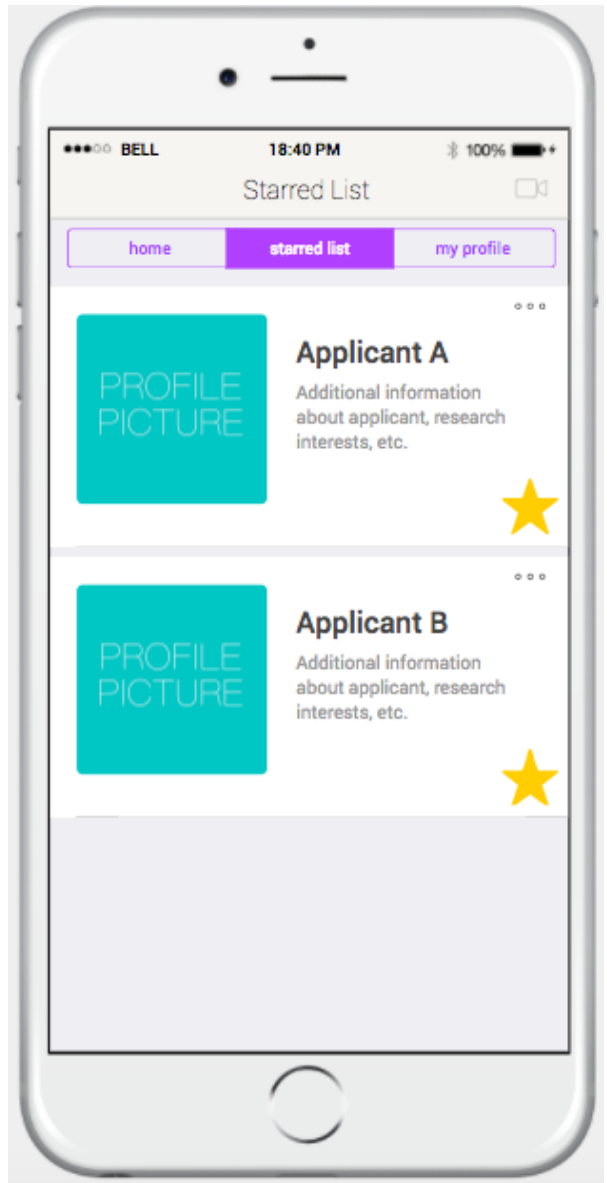 BELL 18:40 PM 100%
Starred List
home starred list my profile
PROFILE
PICTURE
Applicant A
Additional information
about applicant, research
interests, etc.
PROFILE
PICTURE
Applicant B
Additional information
about applicant, research
interests, etc.